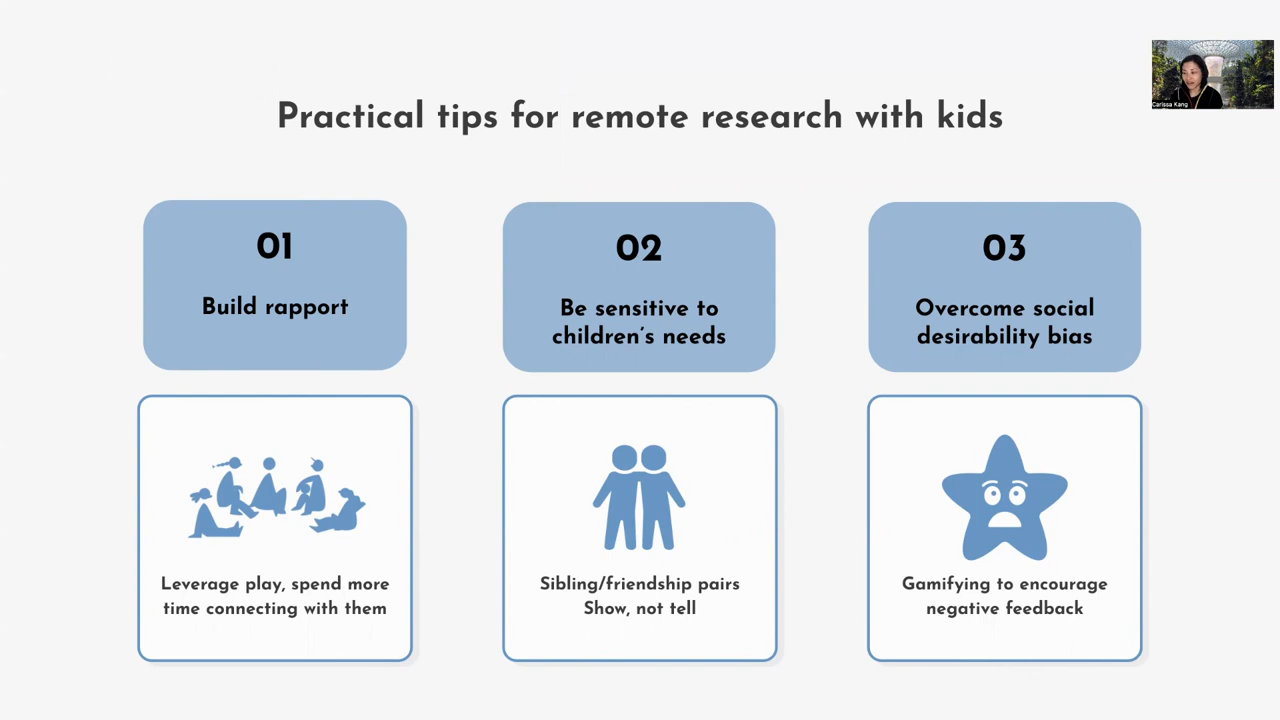 Carissa Kang
Practical tips for remote research with kids
01
Build rapport
Leverage play, spend more
time connecting with them
02
Be sensitive to
children's needs
Sibling/friendship pairs
Show, not tell
03
Overcome social
desirability bias
Gamifying to encourage
negative feedback